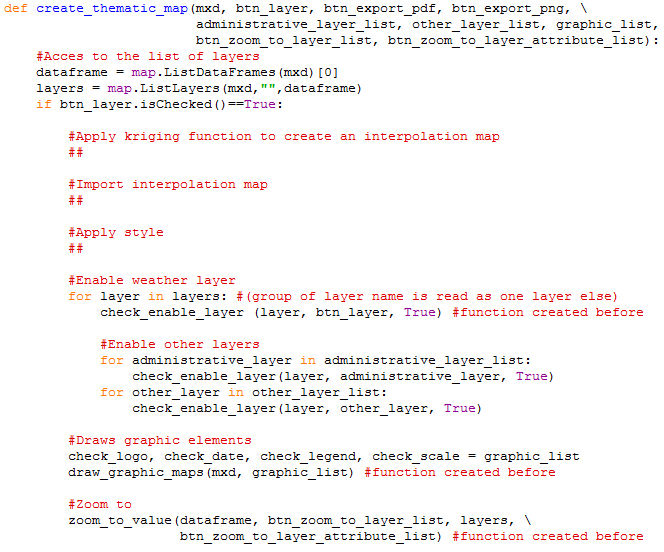 def create_thematic_map(mxd, btn_layer, btn_export_pdf, btn_export_png, \
administrative_layer_list, other_layer_list, graphic_list,
btn_zoom_to_layer_list, btn_zoom_to_layer_attribute_list):
#Acces to the list of layers
dataframe = map.ListDataFrames(mxd)[0]
layers = map.ListLayers(mxd,"",dataframe)
if btn_layer.isChecked()==True:
#Apply kriging function to create an interpolation map
##
#Import interpolation map
##
#Apply style
##
#Enable weather layer
for layer in layers: #(group of layer name is read as one layer else)
check_enable_layer (layer, btn_layer, True) #function created before
#Enable other layers
for administrative_layer in administrative_layer_list:
check_enable_layer(layer, administrative_layer, True)
for other_layer in other_layer_list:
check_enable_layer(layer, other_layer, True)
#Draws graphic elements
check_logo, check_date, check_legend, check_scale = graphic_list
draw_graphic_maps(mxd, graphic_list) #function created before
#Zoom to
zoom_to_value(dataframe, btn_zoom_to_layer_list, layers, \
btn_zoom_to_layer_attribute_list) #function created before